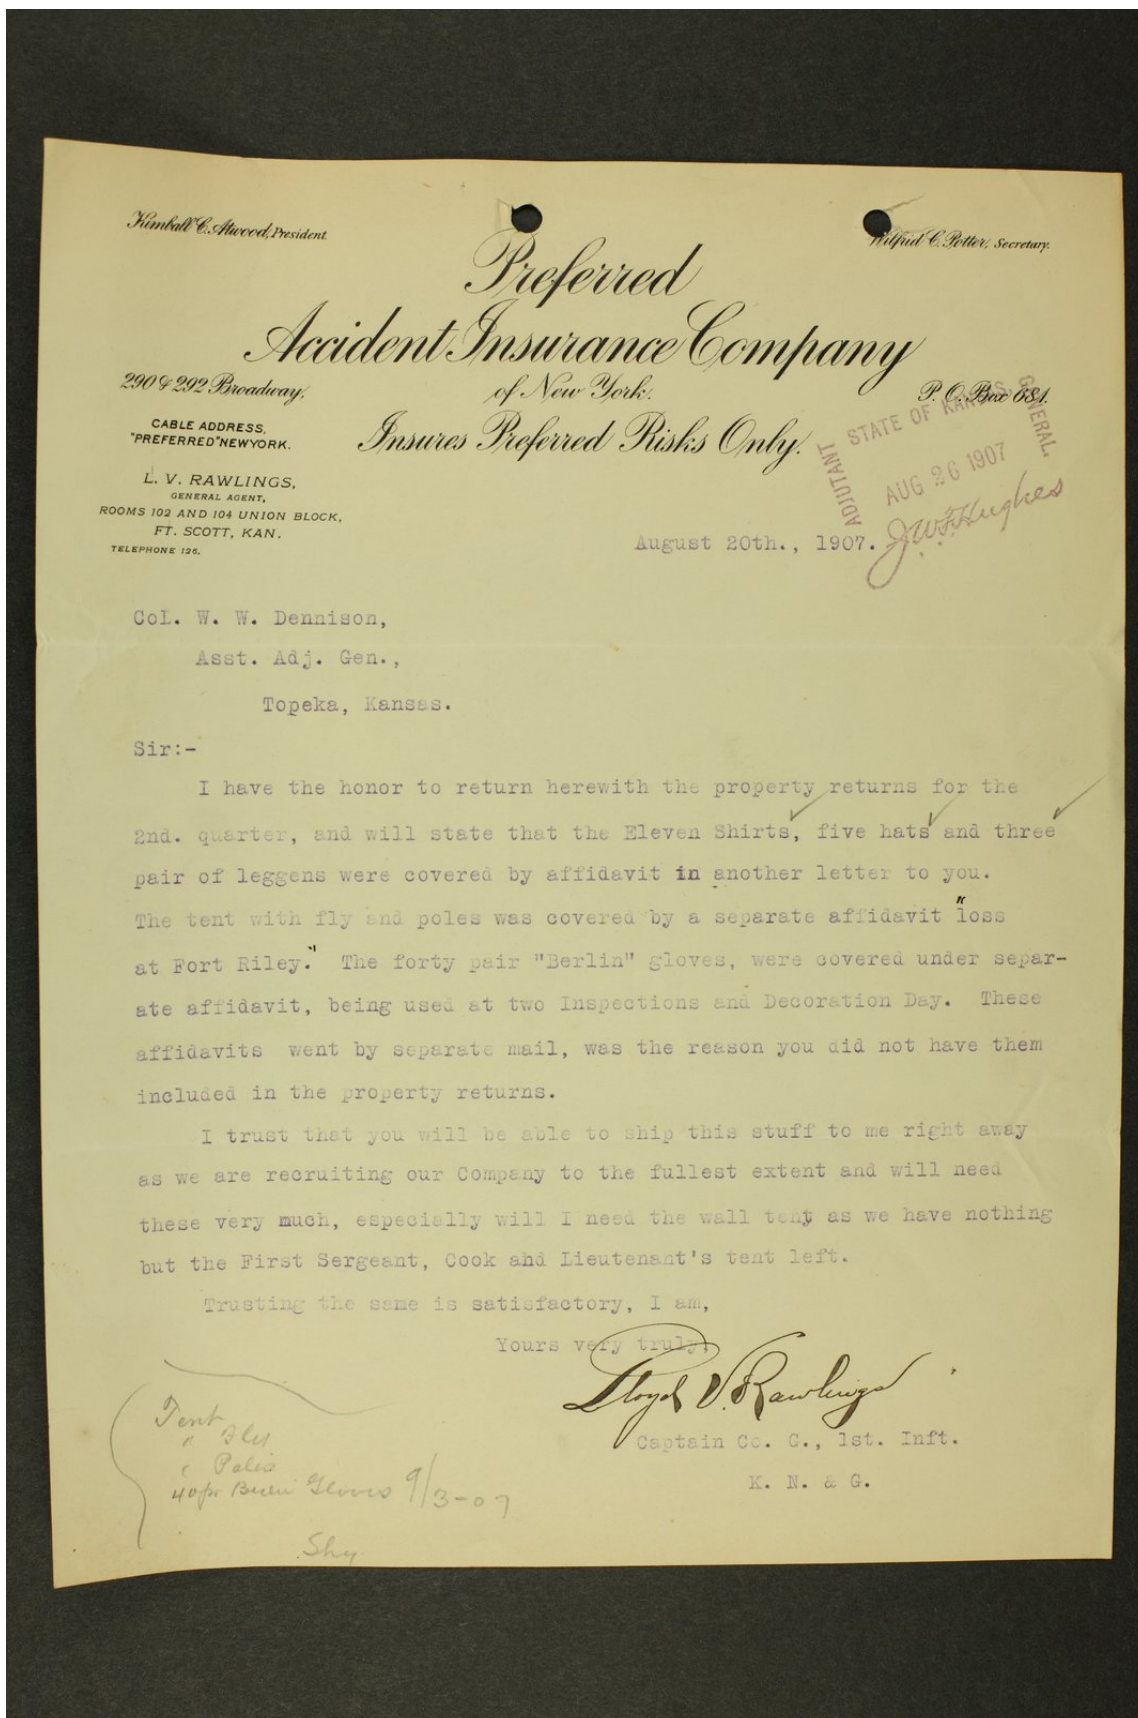 Kimball C. Atwood, President.
Wilfrid C. Potter, Secretary.
Preferred
Accident Insurance Company
290 & 292 Broadway,
of New York.
P. O. Box 681.
CABLE ADDRESS,
"PREFERRED" NEWYORK.
Insures Preferred Risks Only.
ADJUTANT GENERAL,
STATE OF KANSAS,
AUG 26 1907
J W F Hughes
L. V. RAWLINGS,
GENERAL AGENT,
ROOMS 102 AND 104 UNION BLOCK,
FT. SCOTT, KAN.
TELEPHONE 126.
August 20th., 1907.
CoL. W. W. Dennison,
Asst. Adj. Gen.,
Topeka, Kansas.
Sir:-
I have the honor to return herewith the property returns for the
2nd. quarter, and will state that the Eleven Shirts, five hats and three
pair of leggens were covered by affidavit in another letter to you.
The tent with fly and poles was covered by a separate affidavit "loss
at Fort Riley." The forty pair "Berlin" gloves, were covered under separ-
ate affidavit, being used at two Inspections and Decoration Day. These
affidavits went by separate mail, was the reason you did not have them
included in the property returns.
I trust that you will be able to ship this stuff to me right away
as we are recruiting our Company to the fullest extent and will need
these very much, especially will I need the wall tent as we have nothing
but the First Sergeant, Cook and Lieutenant's tent left.
Trusting the same is satisfactory, I am,
Yours very truly,
Lloyd V. Rawlings
Captain Co. G., 1st. Inft.
K. N. & G.
Tent
" Fly
" Poles
40 pr Gloves 9/3-07